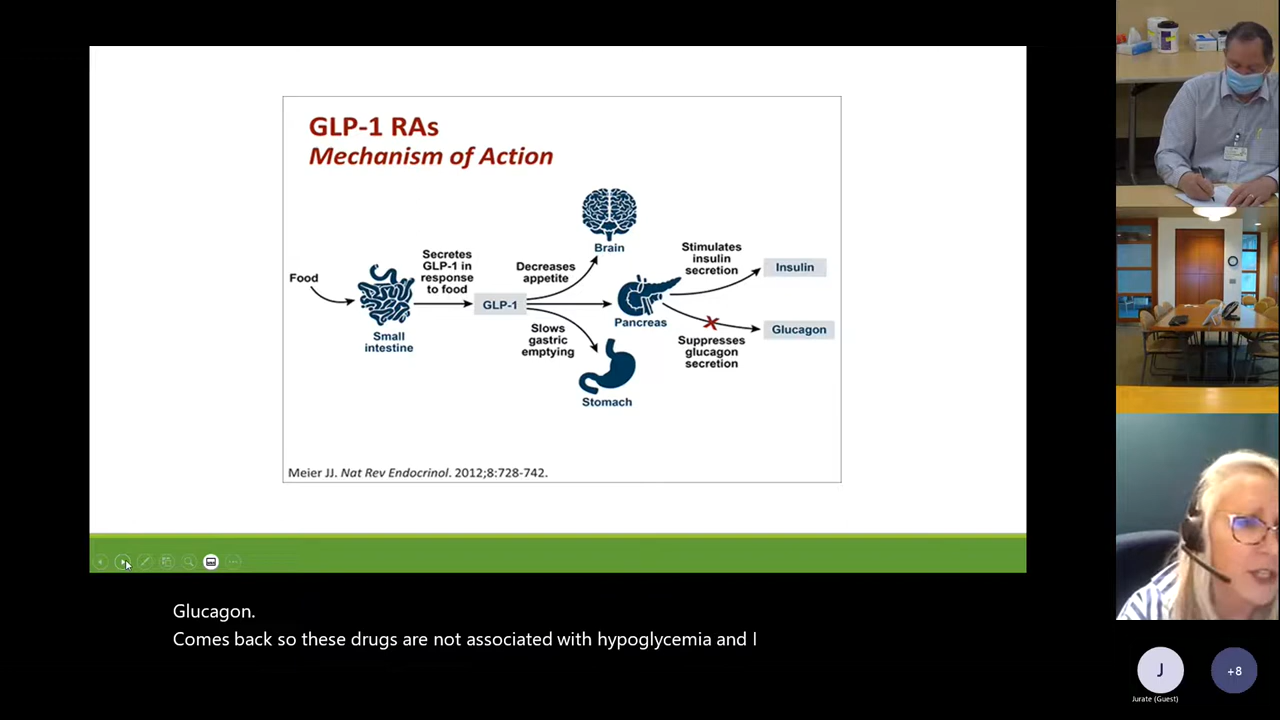 GLP-1 RAs
Mechanism of Action
Food
Small
intestine
Secretes
GLP-1 in
response
to food
GLP-1
Decreases
appetite
Brain
Slows
gastric
emptying
Stomach
Pancreas
Stimulates
insulin
secretion
Insulin
Suppresses
glucagon
secretion
Glucagon
Meier JJ. Nat Rev Endocrinol. 2012;8:728-742.
Glucagon.
Comes back so these drugs are not associated with hypoglycemia and I
J
+8
Jurate (Guest)